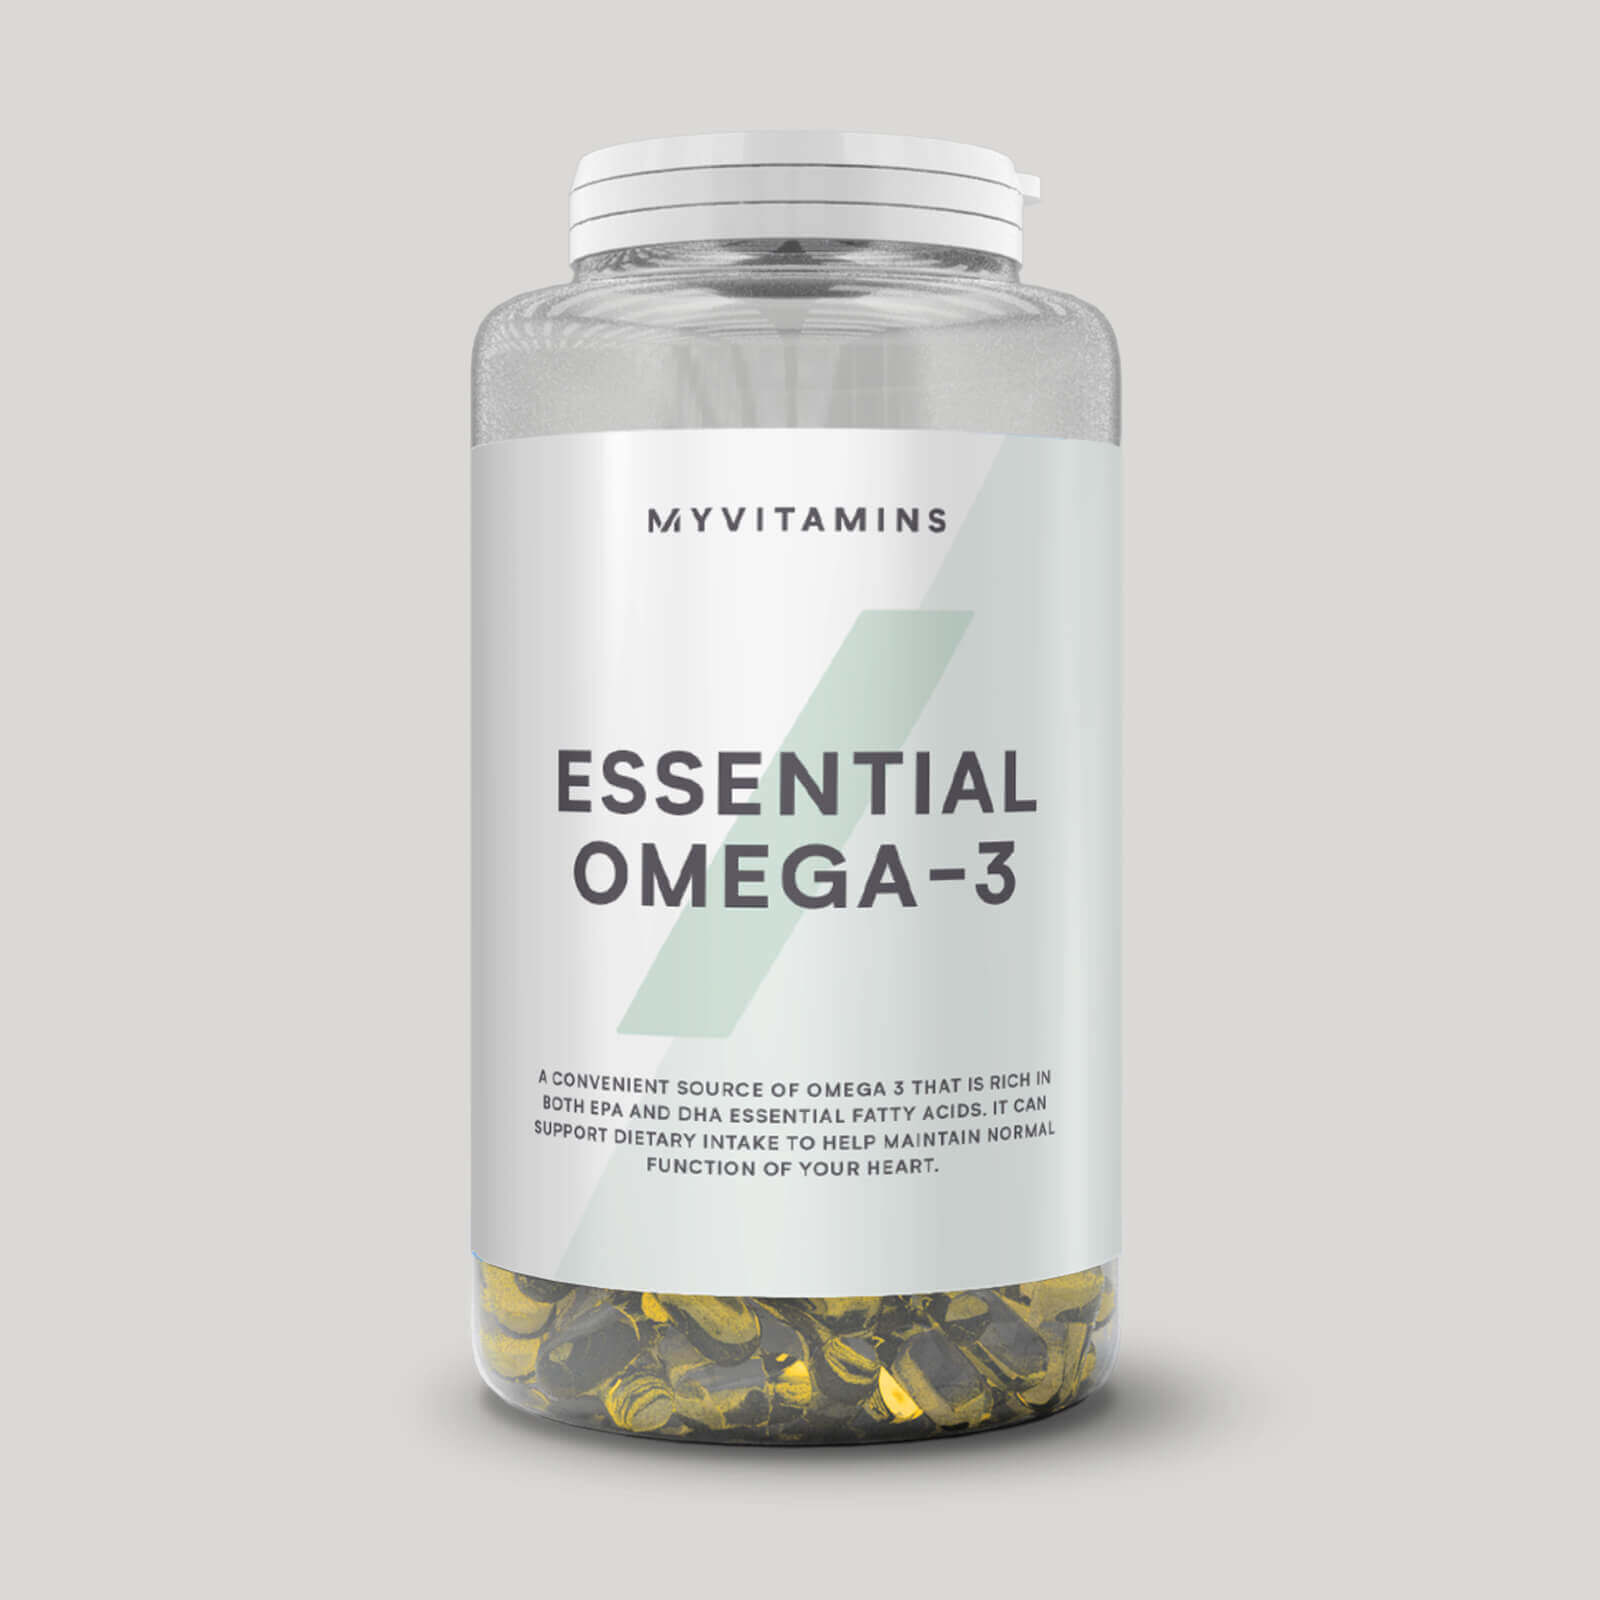 MYVITAMINS
ESSENTIAL
OMEGA-3
A CONVENIENT SOURCE OF OMEGA 3 THAT IS RICH IN
BOTH EPA AND DHA ESSENTIAL FATTY ACIDS. IT CAN
SUPPORT DIETARY INTAKE TO HELP MAINTAIN NORMAL
FUNCTION OF YOUR HEART.